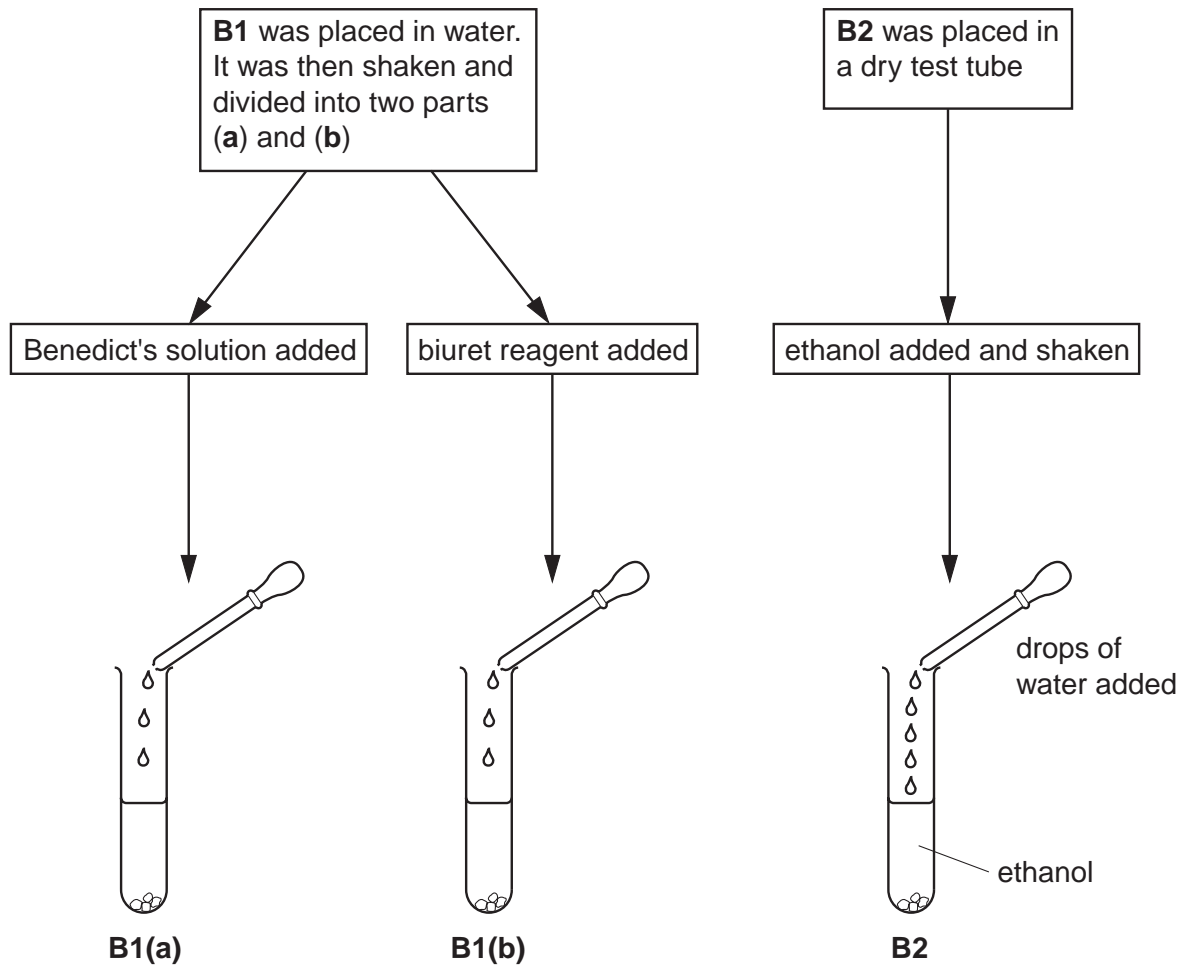 B1 was placed in water.
It was then shaken and
divided into two parts
(a) and (b)
B2 was placed in
a dry test tube
Benedict's solution added
biuret reagent added
ethanol added and shaken
drops of
water added
ethanol
B1(a)
B1(b)
B2